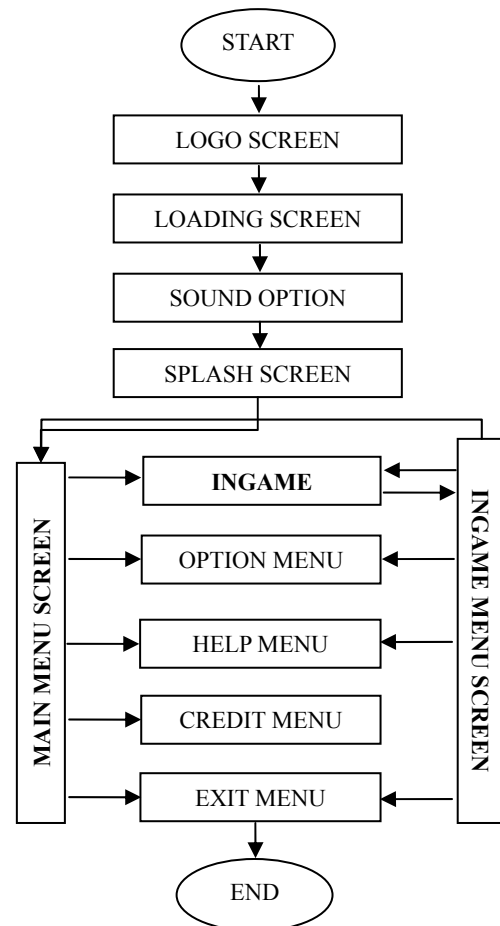 START
LOGO SCREEN
LOADING SCREEN
SOUND OPTION
SPLASH SCREEN
MAIN MENU SCREEN
INGAME
OPTION MENU
HELP MENU
CREDIT MENU
EXIT MENU
INGAME MENU SCREEN
END